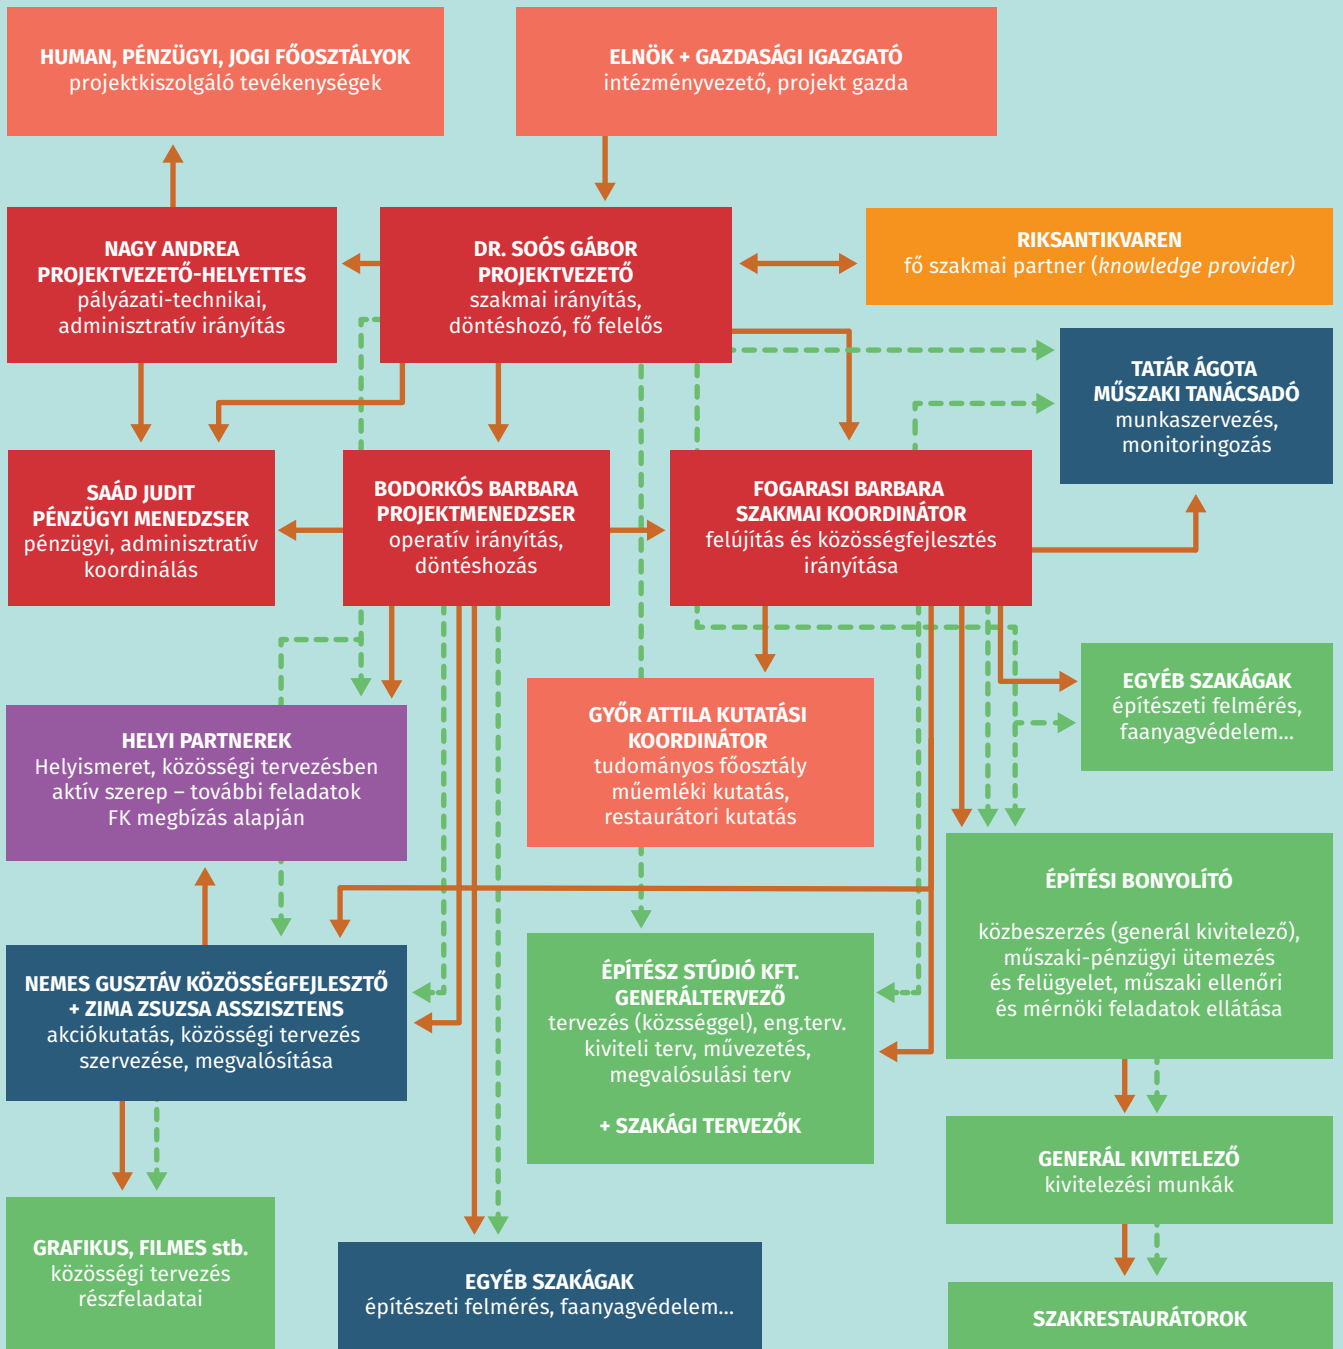 HUMAN, PÉNZÜGYI, JOGI FŐOSZTÁLYOK
projektkiszolgáló tevékenységek
ELNÖK + GAZDASÁGI IGAZGATÓ
intézményvezető, projekt gazda
NAGY ANDREA
PROJEKTVEZETŐ-HELYETTES
pályázati-technikai,
adminisztratív irányítás
DR. SOÓS GÁBOR
PROJEKTVEZETŐ
szakmai irányítás,
döntéshozó, fő felelős
RIKSANTIKVAREN
fő szakmai partner (knowledge provider)
TATÁR ÁGOTA
MŰSZAKI TANÁCSADÓ
munkaszervezés,
monitoringozás
SAÁD JUDIT
PÉNZÜGYI MENEDZSER
pénzügyi, adminisztratív
koordinálás
BODORKÓS BARBARA
PROJEKTMENEDZSER
operatív irányítás,
döntéshozás
FOGARASI BARBARA
SZAKMAI KOORDINÁTOR
felújítás és közösségfejlesztés
irányítása
EGYÉB SZAKÁGAK
építészeti felmérés,
faanyagvédelem...
HELYI PARTNEREK
Helyismeret, közösségi tervezésben
aktív szerep – további feladatok
FK megbízás alapján
GYŐR ATTILA KUTATÁSI
KOORDINÁTOR
tudományos főosztály
műemléki kutatás,
restaurátori kutatás
ÉPÍTÉSI BONYOLÍTÓ
közbeszerzés (generál kivitelező),
műszaki-pénzügyi ütemezés
és felügyelet, műszaki ellenőri
és mérnöki feladatok ellátása
NEMES GUSZTÁV KÖZÖSSÉGFEJLESZTŐ
+ ZIMA ZSUZSA ASSZISZTENS
akciókutatás, közösségi tervezés
szervezése, megvalósítása
ÉPÍTÉSZ STÚDIÓ KFT.
GENERÁLTERVEZŐ
tervezés (közsséggel), eng.terv.
kiviteli terv, művezetés,
megvalósulási terv
+ SZAKÁGI TERVEZŐK
GENERÁL KIVITELEZŐ
kivitelezési munkák
GRAFIKUS, FILMES stb.
közösségi tervezés
részfeladatai
EGYÉB SZAKÁGAK
építészeti felmérés, faanyagvédelem...
SZAKRESTAURÁTOROK